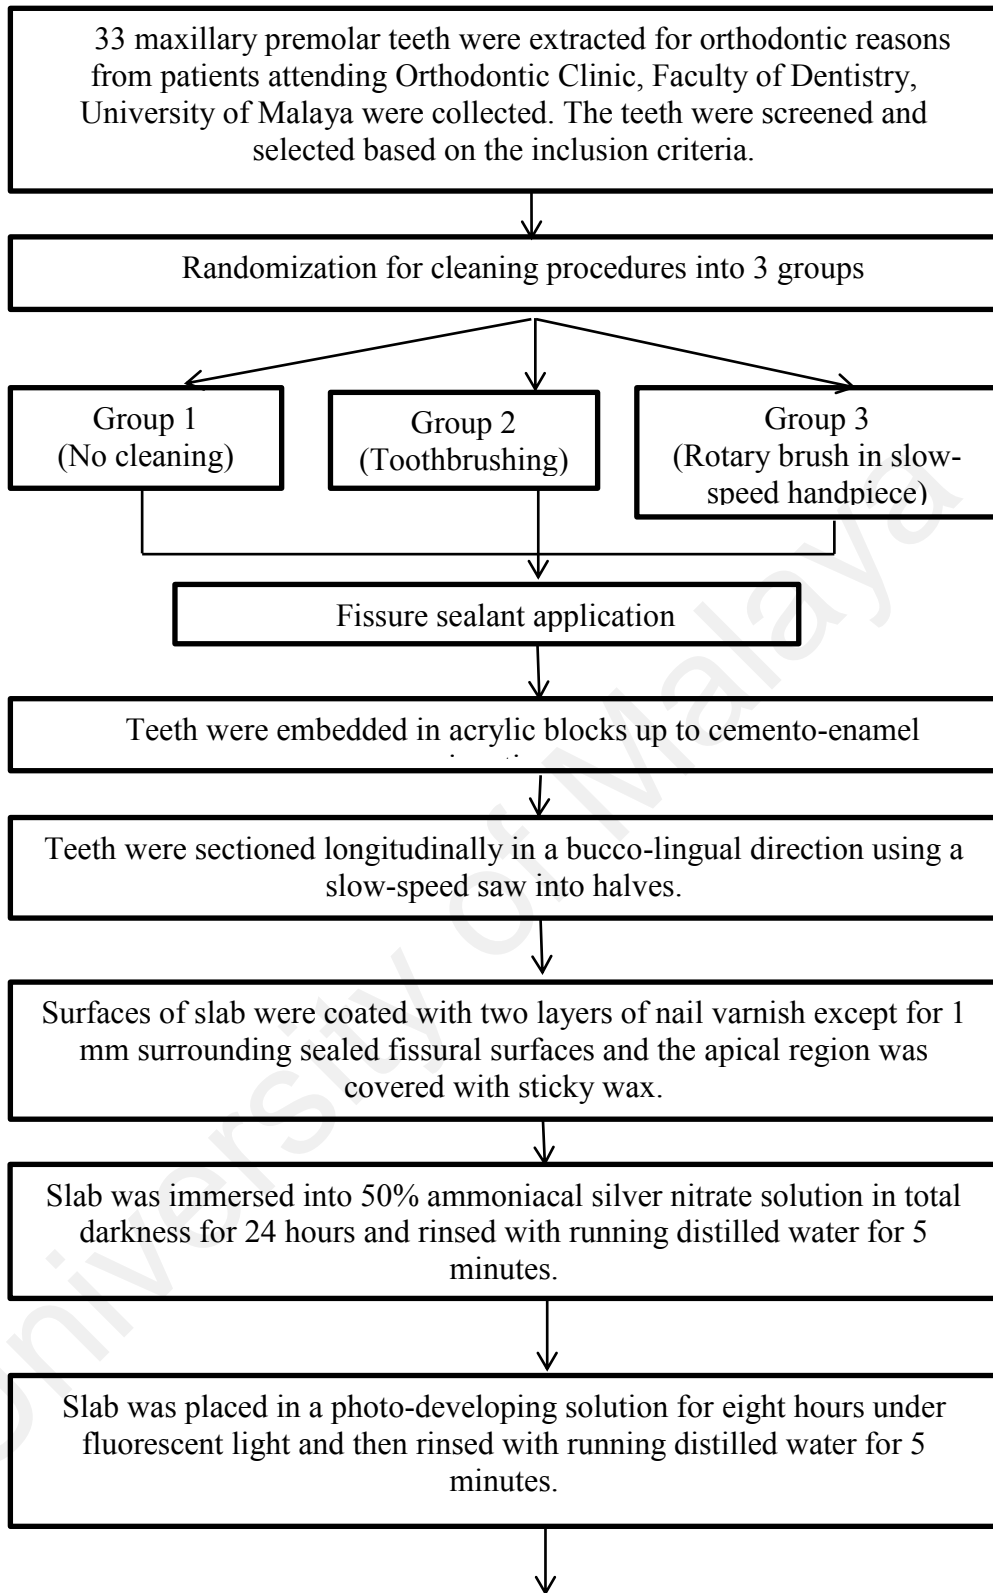 33 maxillary premolar teeth were extracted for orthodontic reasons
from patients attending Orthodontic Clinic, Faculty of Dentistry,
University of Malaya were collected. The teeth were screened and
selected based on the inclusion criteria.
Randomization for cleaning procedures into 3 groups
Group 1
(No cleaning)
Group 2
(Toothbrushing)
Group 3
(Rotary brush in slow-
speed handpiece)
Fissure sealant application
Teeth were embedded in acrylic blocks up to cemento-enamel
Teeth were sectioned longitudinally in a bucco-lingual direction using a
slow-speed saw into halves.
Surfaces of slab were coated with two layers of nail varnish except for 1
mm surrounding sealed fissural surfaces and the apical region was
covered with sticky wax.
Slab was immersed into 50% ammoniacal silver nitrate solution in total
darkness for 24 hours and rinsed with running distilled water for 5
minutes.
Slab was placed in a photo-developing solution for eight hours under
fluorescent light and then rinsed with running distilled water for 5
minutes.
University of Malaya